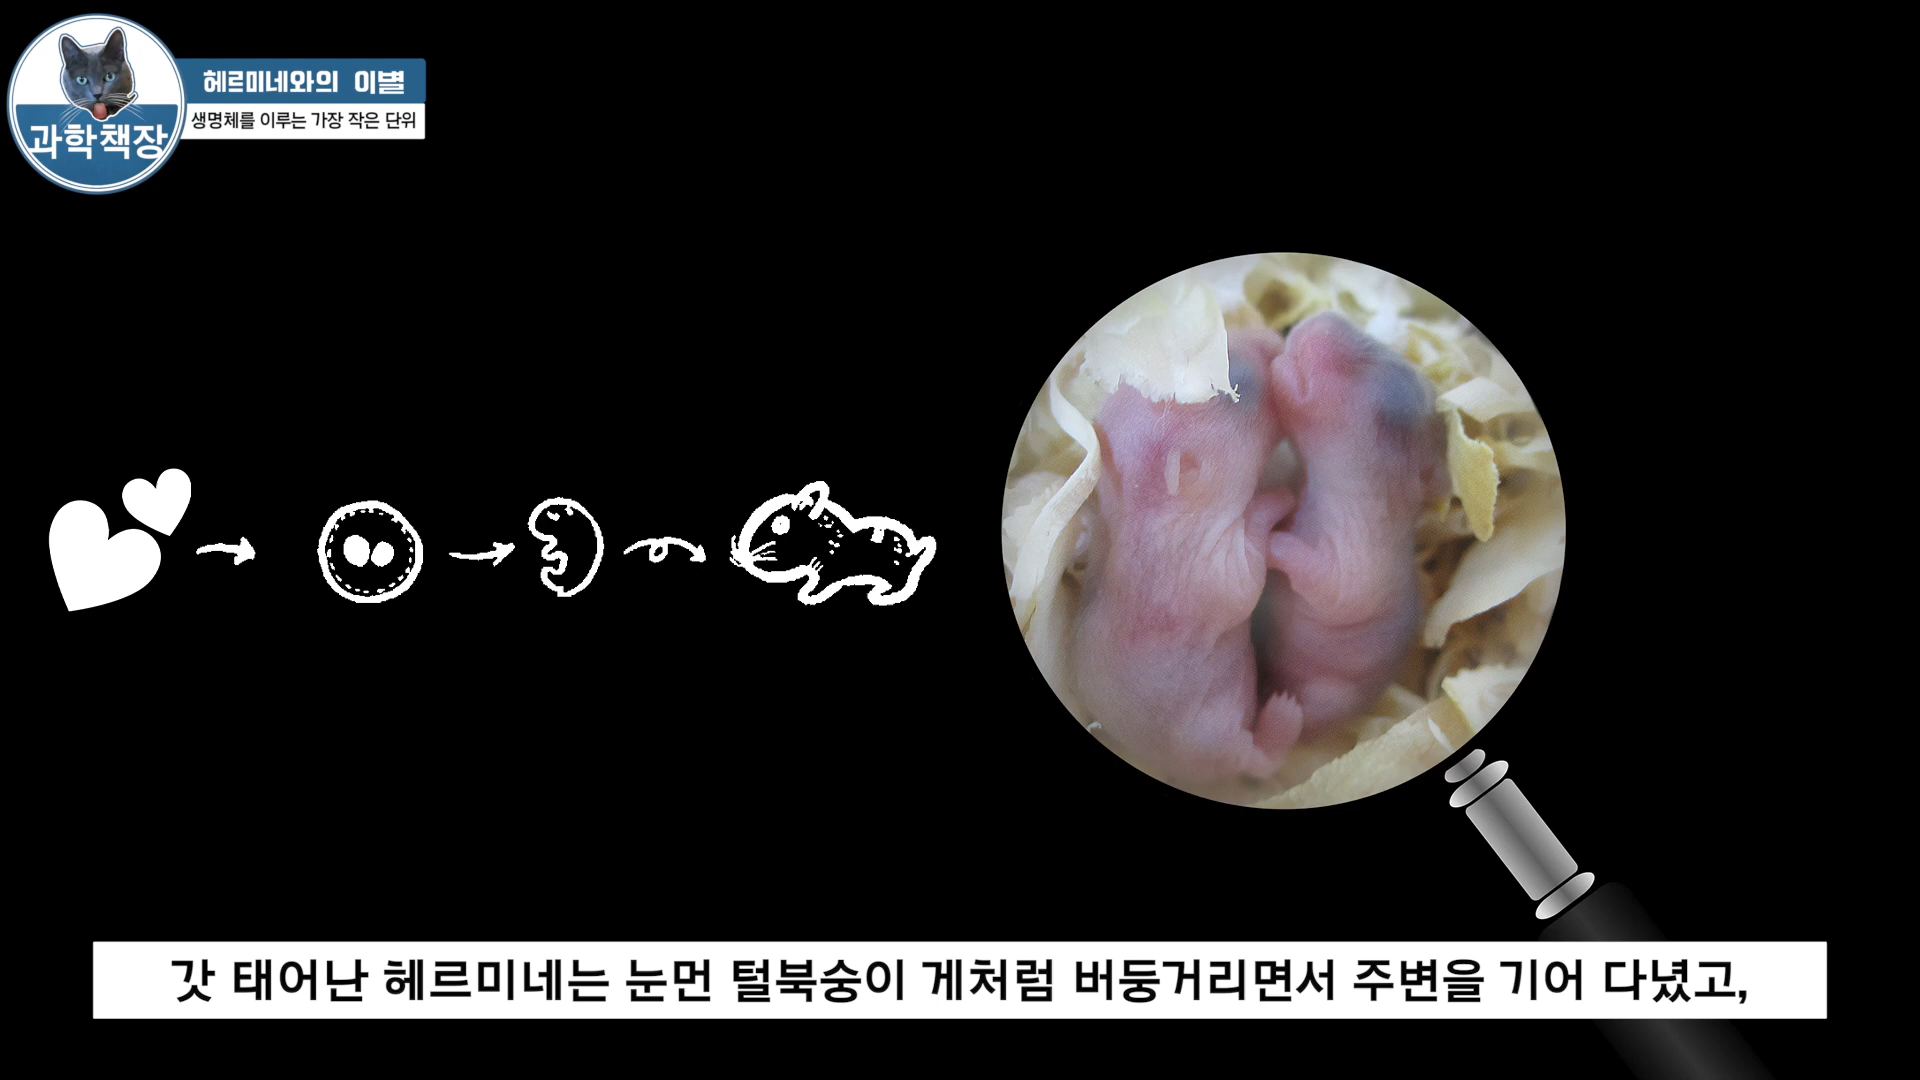 과학책장
헤르미네와의 이별
생명체를 이루는 가장 작은 단위
갓 태어난 헤르미네는 눈먼 털북숭이 게처럼 버둥거리면서 주변을 기어 다녔고,